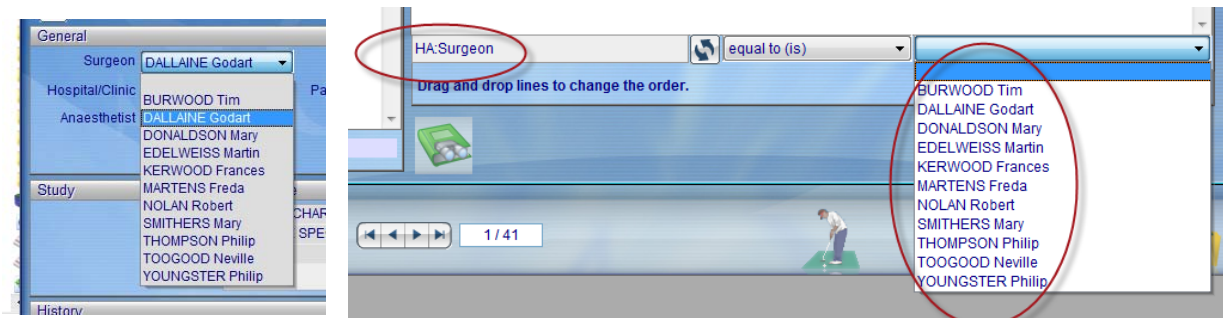 General
Surgeon DALLAINE Godart
Hospital/Clinic
Pa
Anaesthetist
BURWOOD Tim
DALLAINE Godart
DONALDSON Mary
EDELWEISS Martin
KERWOOD Frances
MARTENS Freda
NOLAN Robert
SMITHERS Mary
THOMPSON Philip
TOOGOOD Neville
YOUNGSTER Philip
Study
CHAR
SPE
History
HA:Surgeon equal to (is)
Drag and drop lines to change the order.
BURWOOD Tim
DALLAINE Godart
DONALDSON Mary
EDELWEISS Martin
KERWOOD Frances
MARTENS Freda
NOLAN Robert
SMITHERS Mary
THOMPSON Philip
TOOGOOD Neville
YOUNGSTER Philip
1 / 41